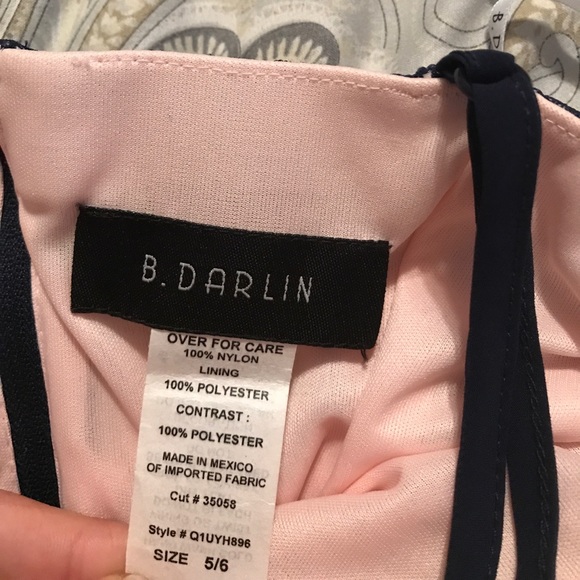 B. D
B. DARLIN
OVER FOR CARE
100% NYLON
LINING
100% POLYESTER
CONTRAST :
100% POLYESTER
MADE IN MEXICO
OF IMPORTED FABRIC
Cut # 35058
Style # Q1UYH896
SIZE 5/6